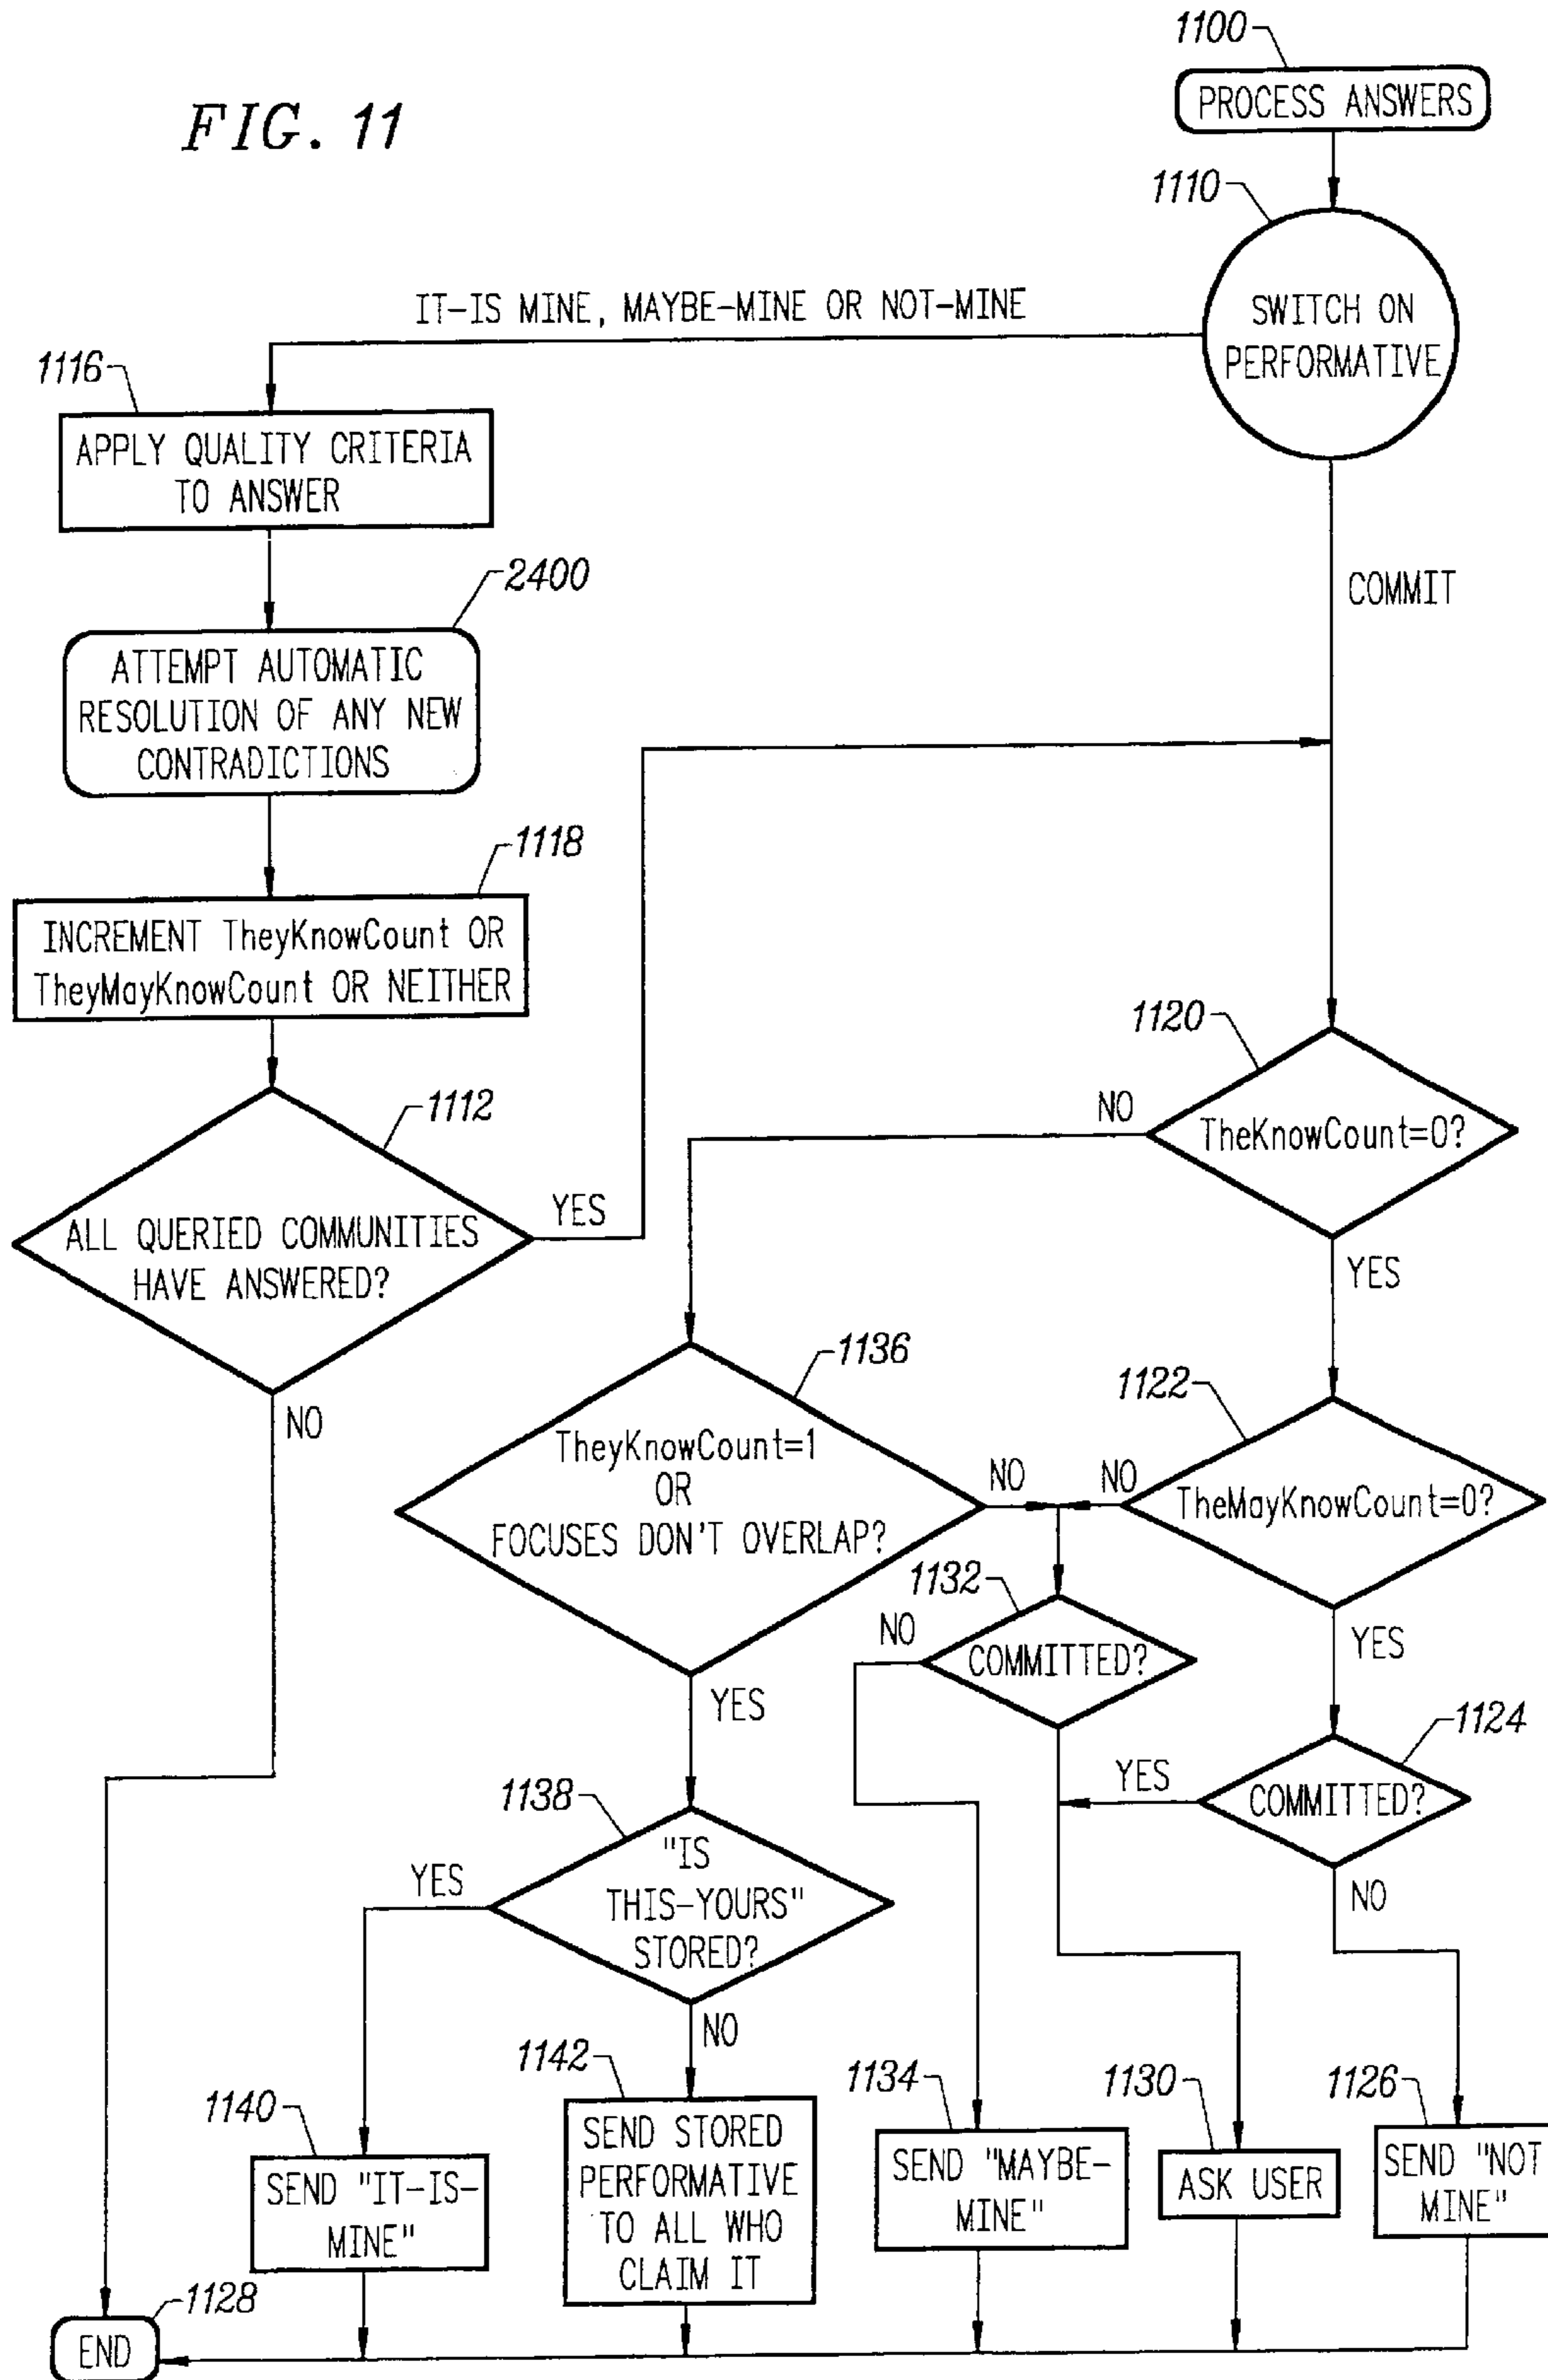 FIG. 11
1100
PROCESS ANSWERS
1110
SWITCH ON
PERFORMATIVE
IT-IS MINE, MAYBE-MINE OR NOT-MINE
1116
APPLY QUALITY CRITERIA
TO ANSWER
2400
ATTEMPT AUTOMATIC
RESOLUTION OF ANY NEW
CONTRADICTIONS
COMMIT
1118
INCREMENT TheyKnowCount OR
TheyMayKnowCount OR NEITHER
1112
ALL QUERIED COMMUNITIES
HAVE ANSWERED?
YES
NO
1120
TheKnowCount=0?
NO
YES
1136
TheyKnowCount=1
OR
FOCUSES DON'T OVERLAP?
NO
YES
1122
TheMayKnowCount=0?
NO
YES
1132
COMMITTED?
NO
1124
COMMITTED?
YES
NO
1138
"IS
THIS-YOURS"
STORED?
YES
NO
1140
SEND "IT-IS-
MINE"
1142
SEND STORED
PERFORMATIVE
TO ALL WHO
CLAIM IT
1134
SEND "MAYBE-
MINE"
1130
ASK USER
1126
SEND "NOT
MINE"
1128
END